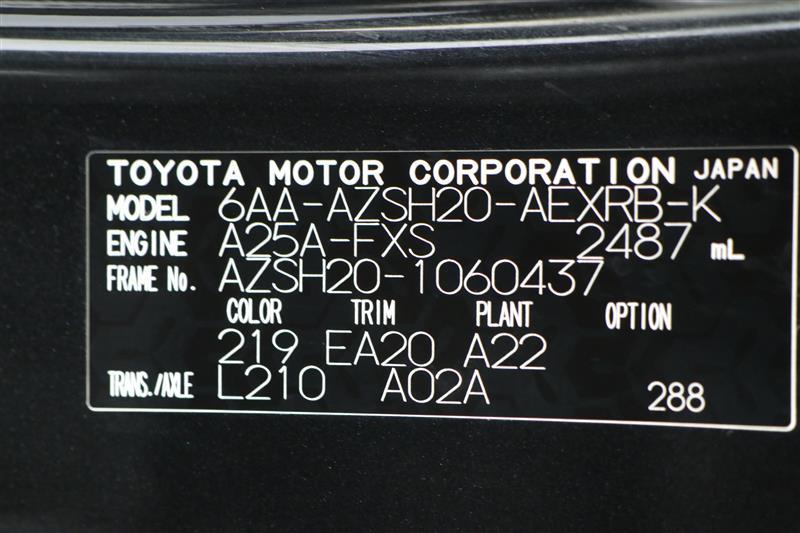 TOYOTA MOTOR CORPORATION JAPAN
MODEL 6AA-AZSH20-AEXRB-K
ENGINE A25A-FXS 2487 mL
FRAME No. AZSH20-1060437
COLOR TRIM PLANT OPTION
219 EA20 A22
TRANS./AXLE L210 A02A 288